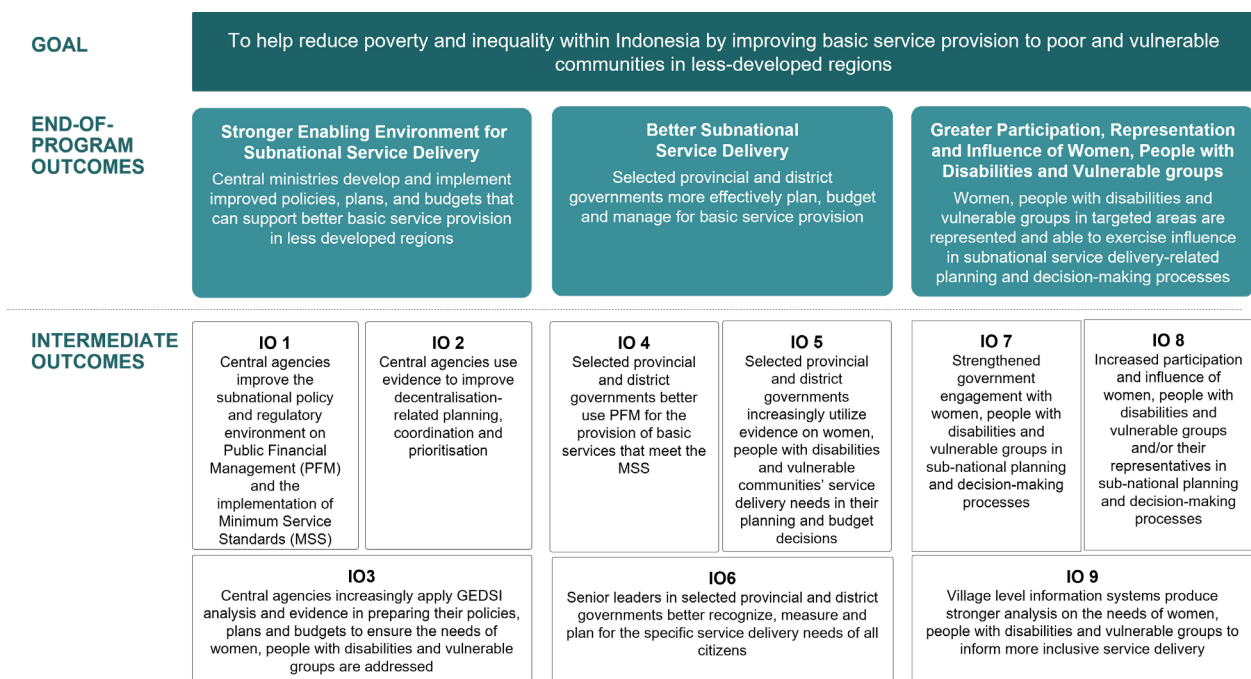 GOAL
To help reduce poverty and inequality within Indonesia by improving basic service provision to poor and vulnerable
communities in less-developed regions
END-OF-
PROGRAM
OUTCOMES
Stronger Enabling Environment for
Subnational Service Delivery
Central ministries develop and implement
improved policies, plans, and budgets that
can support better basic service provision
in less developed regions
Better Subnational
Service Delivery
Selected provincial and district
governments more effectively plan, budget
and manage for basic service provision
Greater Participation, Representation
and Influence of Women, People with
Disabilities and Vulnerable groups
Women, people with disabilities and
vulnerable groups in targeted areas are
represented and able to exercise influence
in subnational service delivery-related
planning and decision-making processes
INTERMEDIATE
OUTCOMES
IO 1
Central agencies
improve the
subnational policy
and regulatory
environment on
Public Financial
Management (PFM)
and the
implementation of
Minimum Service
Standards (MSS)
IO 2
Central agencies use
evidence to improve
decentralisation-
related planning,
coordination and
prioritisation
IO3
Central agencies increasingly apply GEDSI
analysis and evidence in preparing their policies,
plans and budgets to ensure the needs of
women, people with disabilities and vulnerable
groups are addressed
IO 4
Selected provincial
and district
governments better
use PFM for the
provision of basic
services that meet the
MSS
IO 5
Selected provincial
and district
governments
increasingly utilize
evidence on women,
people with disabilities
and vulnerable
communities' service
delivery needs in their
planning and budget
decisions
IO6
Senior leaders in selected provincial and district
governments better recognize, measure and
plan for the specific service delivery needs of all
citizens
IO 7
Strengthened
government
engagement with
women, people with
disabilities and
vulnerable groups in
sub-national planning
and decision-making
processes
IO 8
Increased participation
and influence of
women, people with
disabilities and
vulnerable groups
and/or their
representatives in
sub-national planning
and decision-making
processes
IO 9
Village level information systems produce
stronger analysis on the needs of women,
people with disabilities and vulnerable groups to
inform more inclusive service delivery